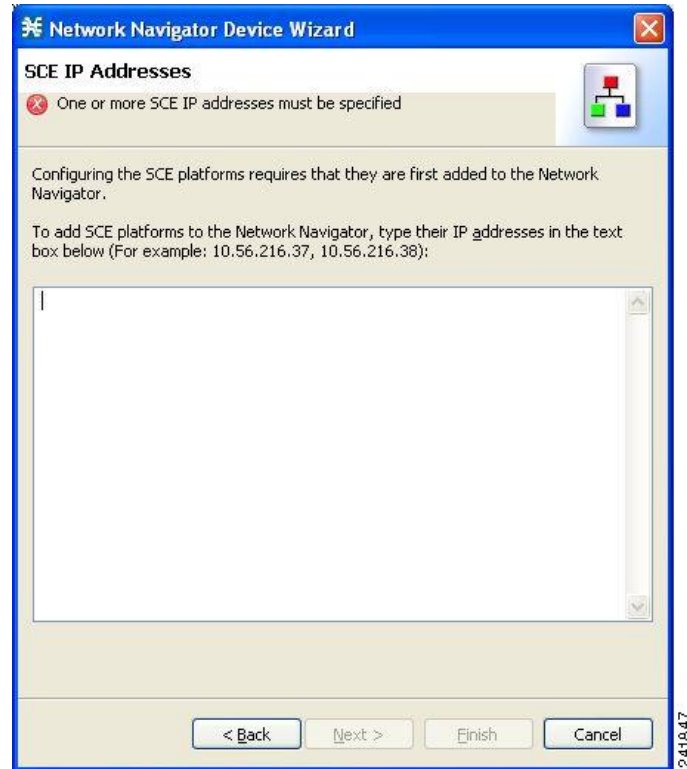 Network Navigator Device Wizard
SCE IP Addresses
One or more SCE IP addresses must be specified
Configuring the SCE platforms requires that they are first added to the Network
Navigator.
To add SCE platforms to the Network Navigator, type their IP addresses in the text
box below (For example: 10.56.216.37, 10.56.216.38):
< Back
Next >
Finish
Cancel
241847